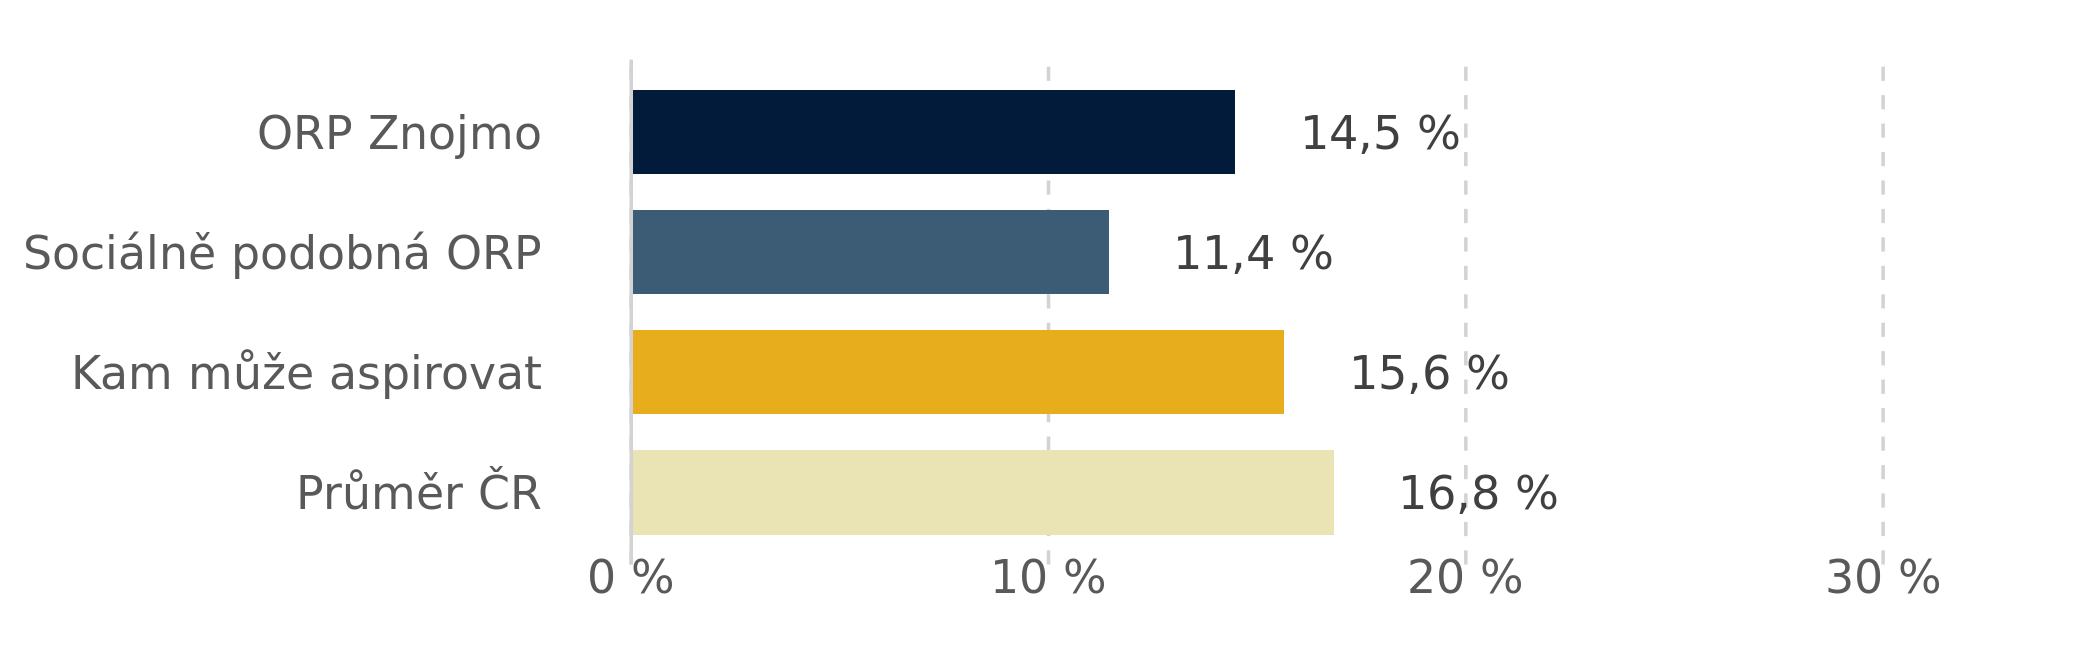 ORP Znojmo 14,5 %
Sociálně podobná ORP 11,4 %
Kam může aspirovat 15,6 %
Průměr ČR 16,8 %
0 % 10 % 20 % 30 %